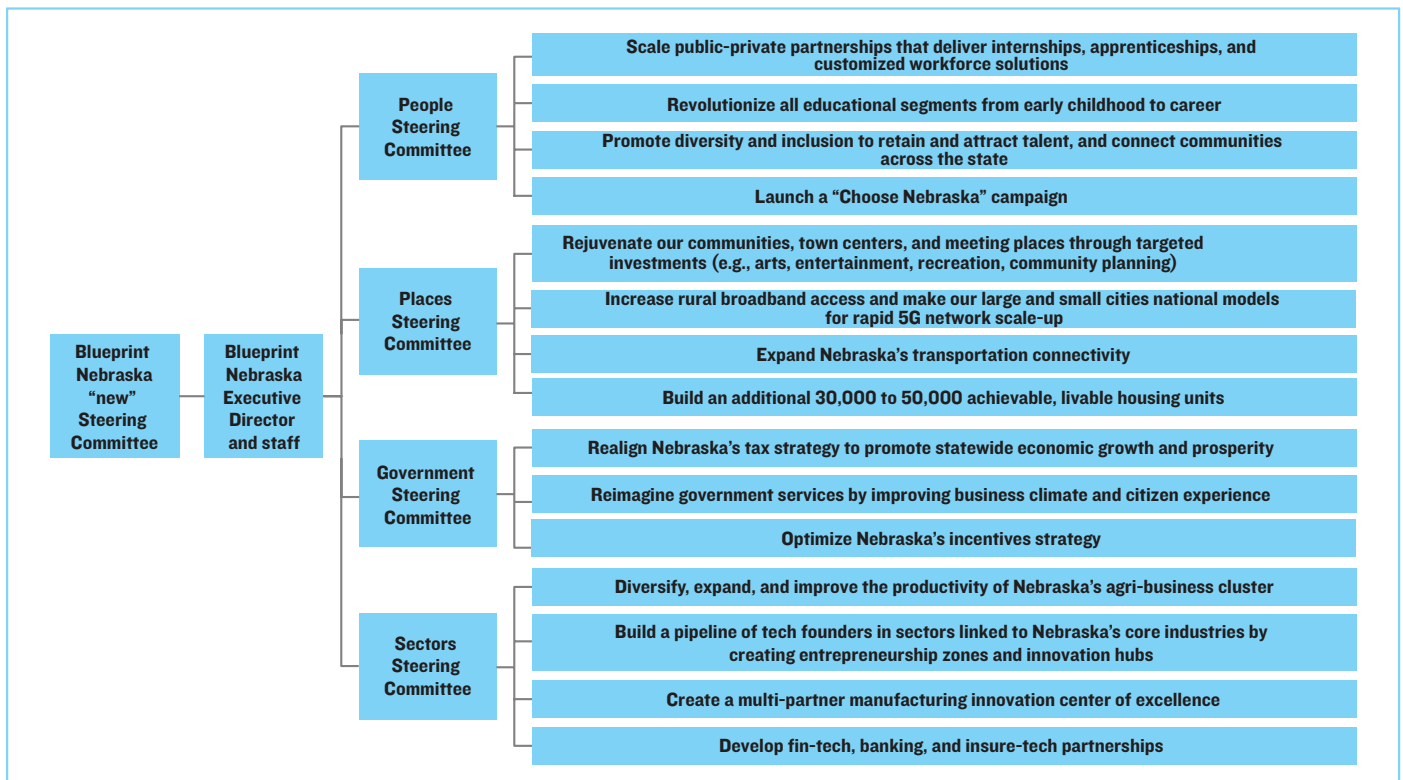 Blueprint
Nebraska
“new”
Steering
Committee
Blueprint
Nebraska
Executive
Director
and staff
People
Steering
Committee
Scale public-private partnerships that deliver internships, apprenticeships, and
customized workforce solutions
Revolutionize all educational segments from early childhood to career
Promote diversity and inclusion to retain and attract talent, and connect communities
across the state
Launch a “Choose Nebraska” campaign
Places
Steering
Committee
Rejuvenate our communities, town centers, and meeting places through targeted
investments (e.g., arts, entertainment, recreation, community planning)
Increase rural broadband access and make our large and small cities national models
for rapid 5G network scale-up
Expand Nebraska’s transportation connectivity
Build an additional 30,000 to 50,000 achievable, livable housing units
Government
Steering
Committee
Realign Nebraska’s tax strategy to promote statewide economic growth and prosperity
Reimagine government services by improving business climate and citizen experience
Optimize Nebraska’s incentives strategy
Sectors
Steering
Committee
Diversify, expand, and improve the productivity of Nebraska’s agri-business cluster
Build a pipeline of tech founders in sectors linked to Nebraska’s core industries by
creating entrepreneurship zones and innovation hubs
Create a multi-partner manufacturing innovation center of excellence
Develop fin-tech, banking, and insure-tech partnerships